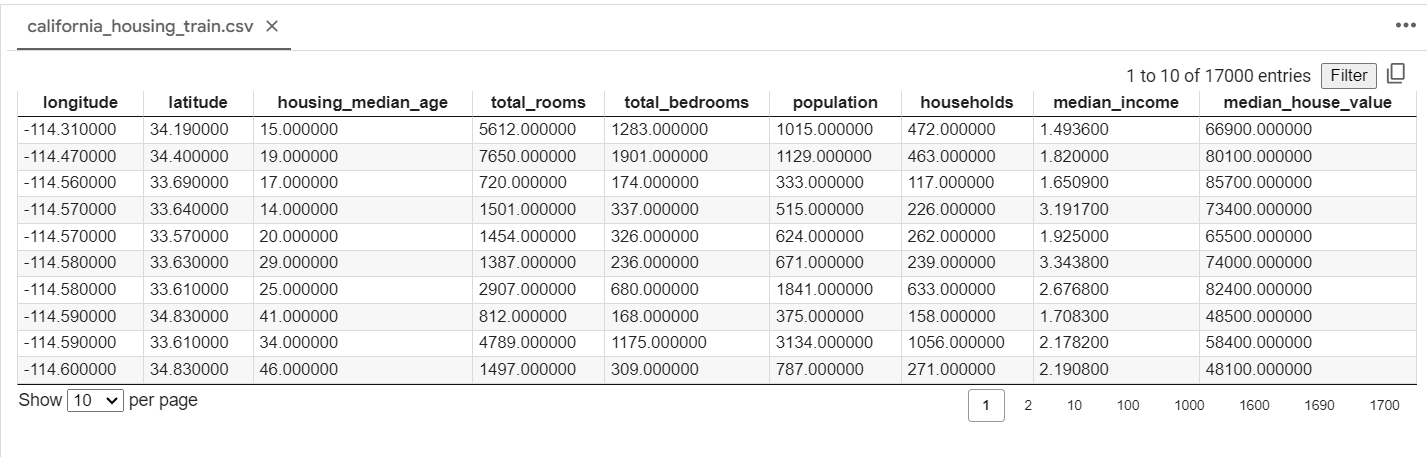 california_housing_train.csv ×
1 to 10 of 17000 entries Filter
longitude latitude housing_median_age total_rooms total_bedrooms population households median_income median_house_value
-114.310000 34.190000 15.000000 5612.000000 1283.000000 1015.000000 472.000000 1.493600 66900.000000
-114.470000 34.400000 19.000000 7650.000000 1901.000000 1129.000000 463.000000 1.820000 80100.000000
-114.560000 33.690000 17.000000 720.000000 174.000000 333.000000 117.000000 1.650900 85700.000000
-114.570000 33.640000 14.000000 1501.000000 337.000000 515.000000 226.000000 3.191700 73400.000000
-114.570000 33.570000 20.000000 1454.000000 326.000000 624.000000 262.000000 1.925000 65500.000000
-114.580000 33.630000 29.000000 1387.000000 236.000000 671.000000 239.000000 3.343800 74000.000000
-114.580000 33.610000 25.000000 2907.000000 680.000000 1841.000000 633.000000 2.676800 82400.000000
-114.590000 34.830000 41.000000 812.000000 168.000000 375.000000 158.000000 1.708300 48500.000000
-114.590000 33.610000 34.000000 4789.000000 1175.000000 3134.000000 1056.000000 2.178200 58400.000000
-114.600000 34.830000 46.000000 1497.000000 309.000000 787.000000 271.000000 2.190800 48100.000000
Show 10 per page 1 2 10 100 1000 1600 1690 1700